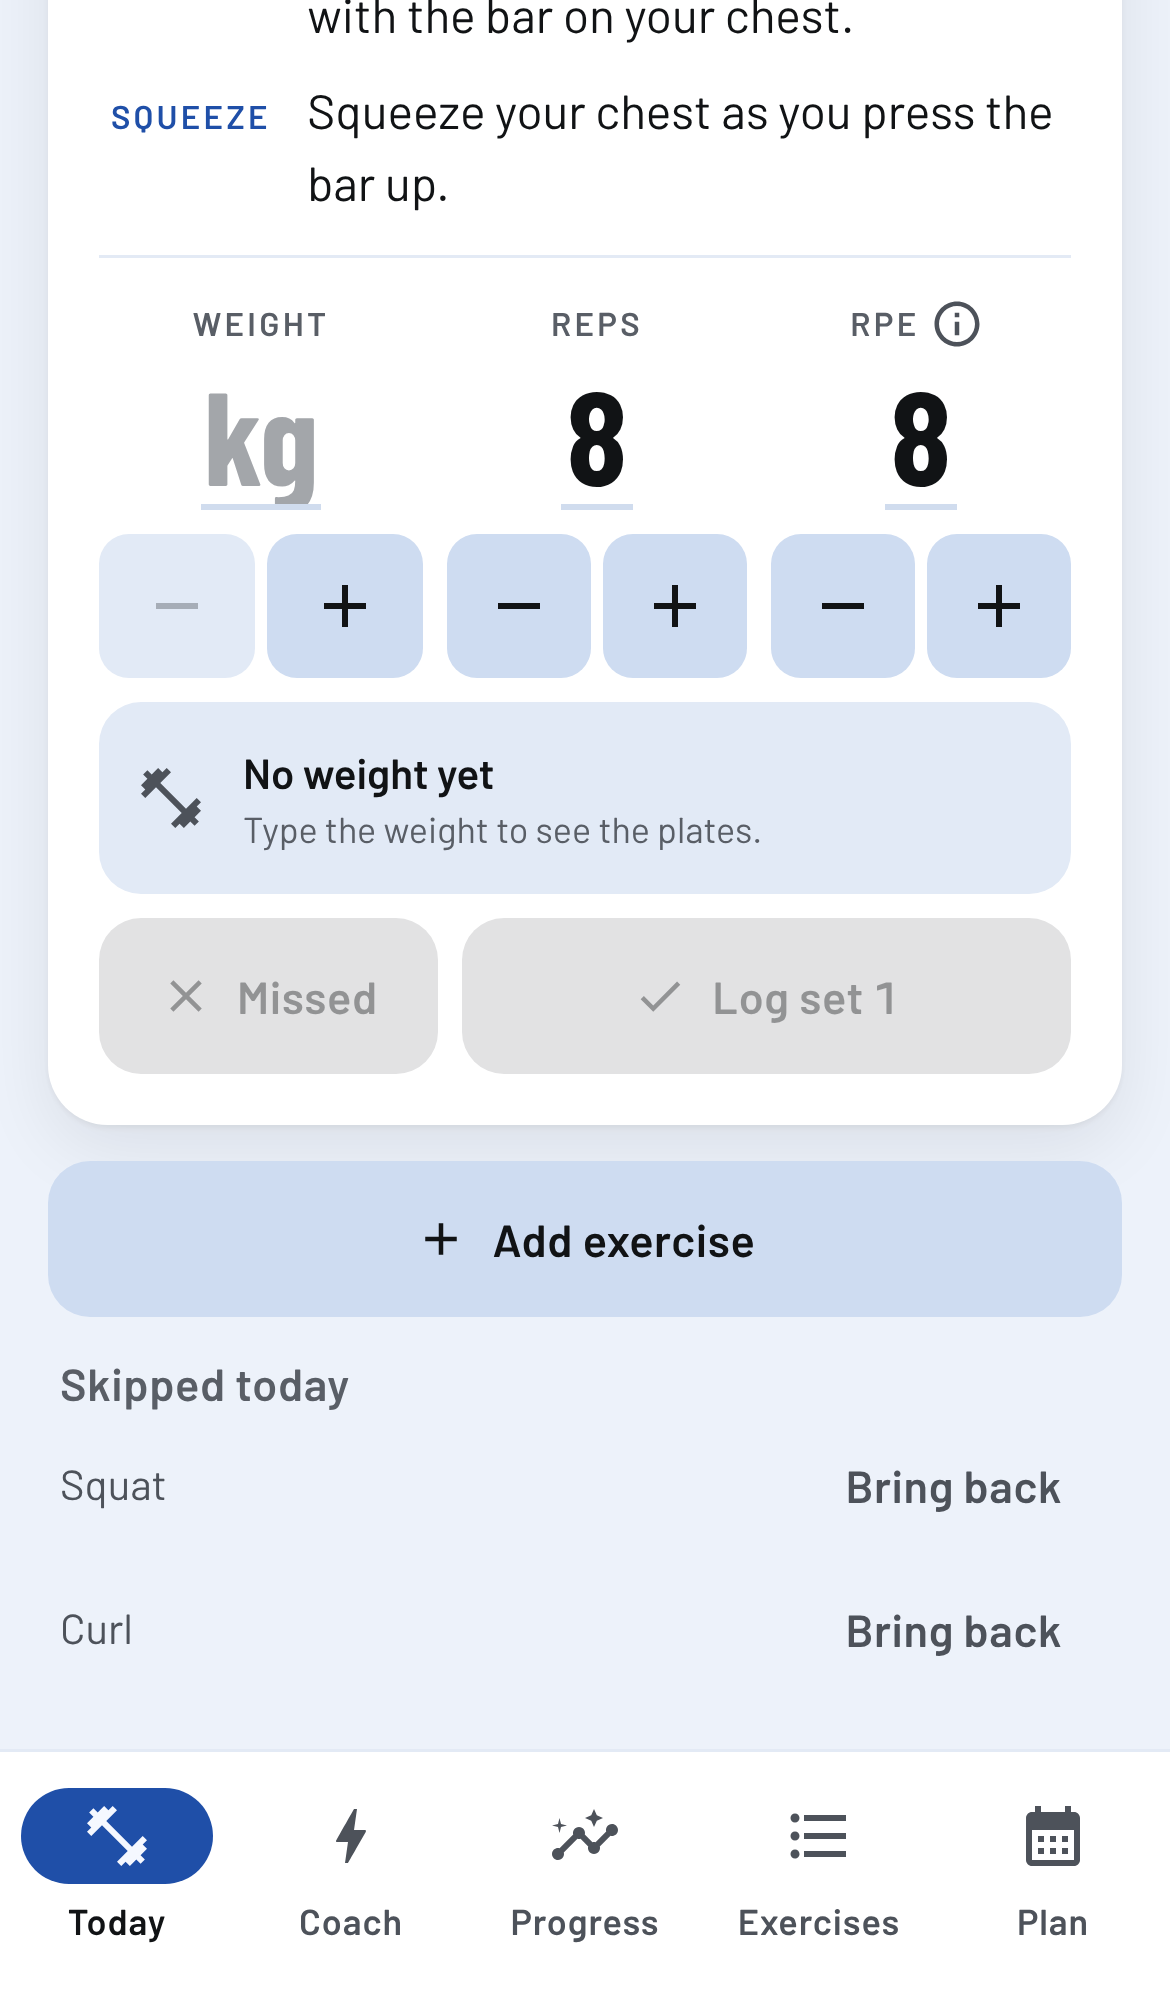 with the bar on your chest.
SQUEEZE Squeeze your chest as you press the
bar up.
WEIGHT REPS RPE
kg 8 8
No weight yet
Type the weight to see the plates.
Missed Log set 1
Add exercise
Skipped today
Squat Bring back
Curl Bring back
Today Coach Progress Exercises Plan